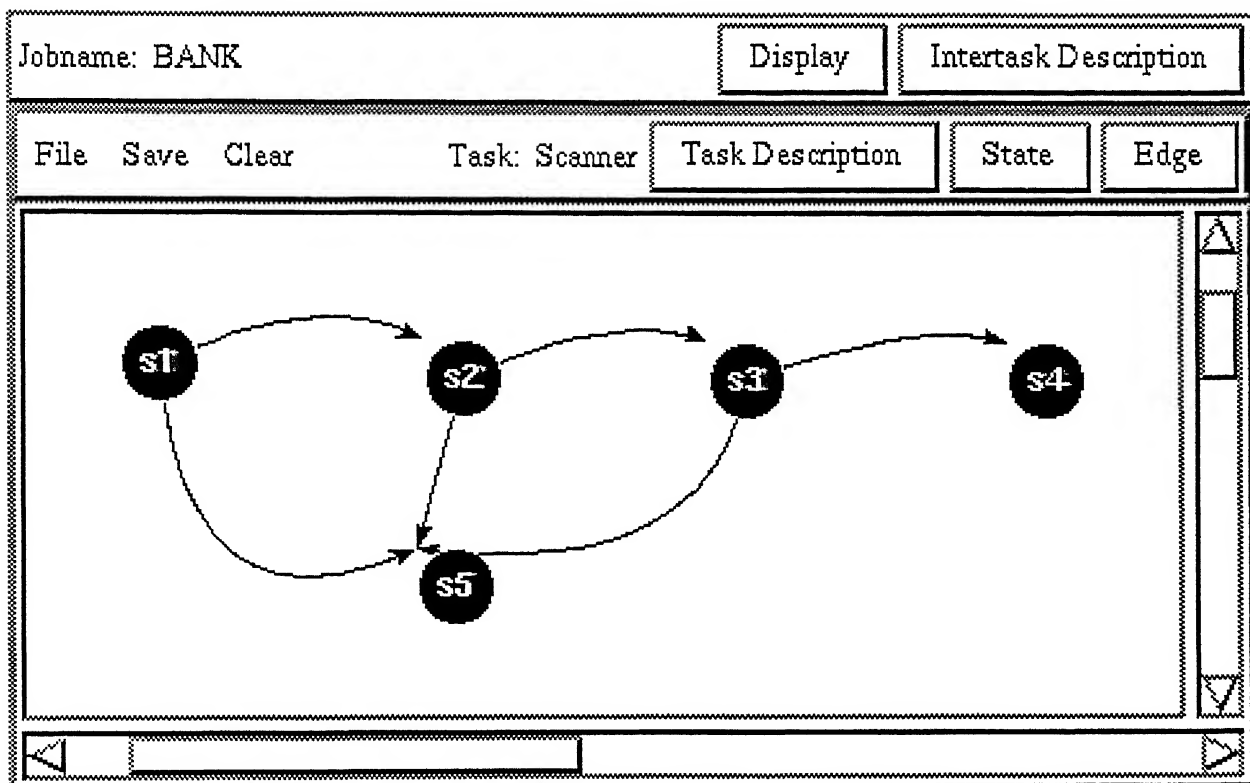 Jobname: BANK Display Intertask Description
File Save Clear Task: Scanner Task Description State Edge
s1 s2 s3 s4
s5